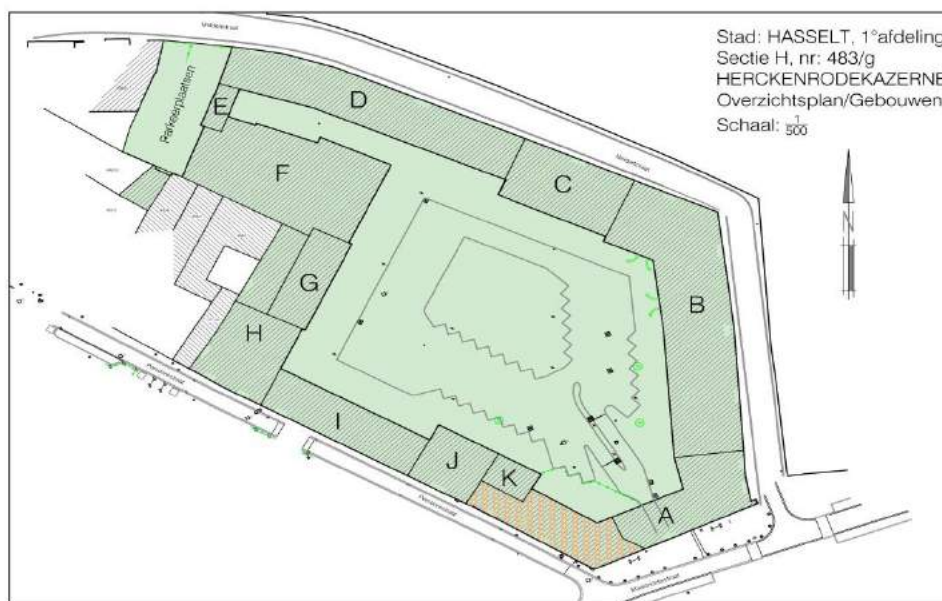 Stad: HASSELT, 1°afdeling
Sectie H, nr: 483/g
HERCKENRODEKAZERNE
Overzichtsplan/Gebouwen
Schaal: 1/500
N
Parkeerplaatsen
D
E
C
F
B
G
H
I
J
K
A